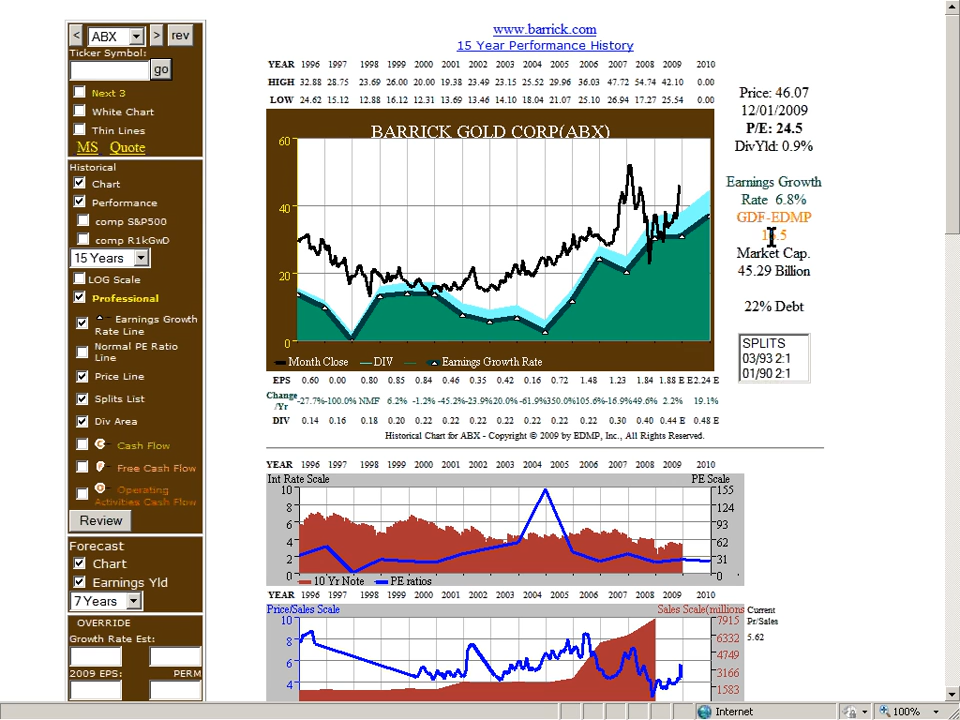 < ABX > rev
Ticker Symbol:
go
Next 3
White Chart
Thin Lines
MS Quote
Historical
Chart
Performance
comp S&P500
comp R1kGwD
15 Years
LOG Scale
Professional
Earnings Growth
Rate Line
Normal PE Ratio
Line
Price Line
Splits List
Div Area
Cash Flow
Free Cash Flow
Operating
Activities Cash Flow
Review
Forecast
Chart
Earnings Yld
7 Years
OVERRIDE
Growth Rate Est:
2009 EPS: PERM
www.barrick.com
15 Year Performance History
YEAR 1996 1997 1998 1999 2000 2001 2002 2003 2004 2005 2006 2007 2008 2009 2010
HIGH 32.88 28.75 23.69 26.00 20.00 19.38 23.49 23.15 25.52 29.96 36.03 47.72 54.74 42.10 0.00
LOW 24.62 15.12 12.88 16.12 12.31 13.69 13.46 14.10 18.04 21.07 25.10 26.94 17.27 25.54 0.00
BARRICK GOLD CORP(ABX)
60
40
20
0
Month Close DIV Earnings Growth Rate
EPS 0.60 0.00 0.80 0.85 0.84 0.46 0.35 0.42 0.16 0.72 1.48 1.23 1.84 1.88 E E2.24 E
Change
/Yr -27.7% -100.0% NMF 6.2% -1.2% -45.2% -23.9% 20.0% -61.9% 350.0% 105.6% -16.9% 49.6% 2.2% 19.1%
DIV 0.14 0.16 0.18 0.20 0.22 0.22 0.22 0.22 0.22 0.22 0.22 0.30 0.40 0.44 E 0.48 E
Historical Chart for ABX - Copyright © 2009 by EDMP, Inc., All Rights Reserved.
Price: 46.07
12/01/2009
P/E: 24.5
DivYld: 0.9%
Earnings Growth
Rate 6.8%
GDF-EDMP
Market Cap.
45.29 Billion
22% Debt
SPLITS
03/93 2:1
01/90 2:1
YEAR 1996 1997 1998 1999 2000 2001 2002 2003 2004 2005 2006 2007 2008 2009 2010
Int Rate Scale PE Scale
10 155
8 124
6 93
4 62
2 31
0 0
10 Yr Note PE ratios
YEAR 1996 1997 1998 1999 2000 2001 2002 2003 2004 2005 2006 2007 2008 2009 2010
Price/Sales Scale Sales Scale(millions
10 7915
8 6332
6 4749
4 3166
1583
Current
Pr/Sales
5.62
Internet
100%